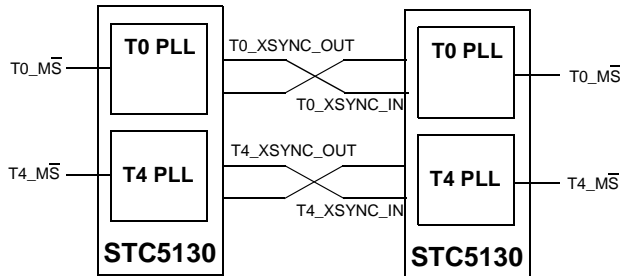 T0 PLL
T0_XSYNC_OUT
T0 PLL
T0_MS̅
T0_MS̅
T0_XSYNC_IN
T4_XSYNC_OUT
T4 PLL
T4 PLL
T4_MS̅
T4_MS̅
T4_XSYNC_IN
STC5130
STC5130